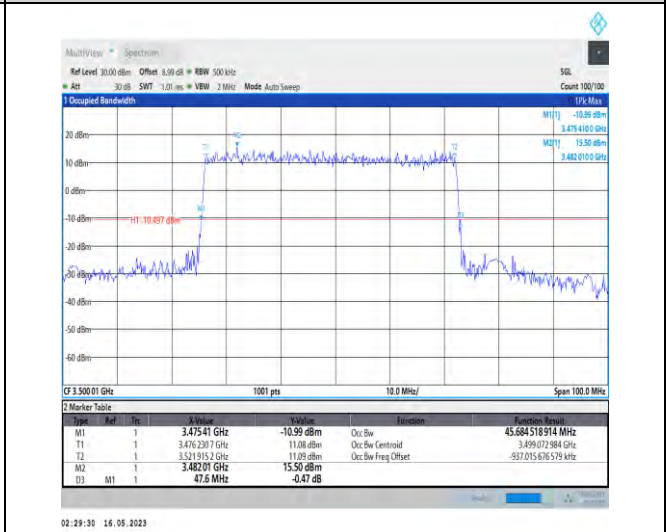 MultiView Spectrum
Ref Level 30.00 dBm Offset 8.99 dB RBW 500 kHz SGL
Att 30 dB SWT 1.01 ms VBW 2 MHz Mode Auto Sweep Count 100/100
1 Occupied Bandwidth 1Pk Max
M1[1] -10.99 dBm
3.475 4100 GHz
M2[1] 15.50 dBm
3.482 0100 GHz
20 dBm
M2
T1
T2
10 dBm
0 dBm
M1
-10 dBm
H1 -10.497 dBm
D3
-20 dBm
-30 dBm
-40 dBm
-50 dBm
-60 dBm
CF 3.500 01 GHz 1001 pts 10.0 MHz/ Span 100.0 MHz
2 Marker Table
Type Ref Trc X-Value Y-Value Function Function Result
M1 1 3.475 41 GHz -10.99 dBm Occ Bw 45.684 518 914 MHz
T1 1 3.476 230 7 GHz 11.08 dBm Occ Bw Centroid 3.499 072 984 GHz
T2 1 3.521 915 2 GHz 11.09 dBm Occ Bw Freq Offset -937.015 676 579 kHz
M2 1 3.482 01 GHz 15.50 dBm
D3 M1 1 47.6 MHz -0.47 dB
02:29:30 16.05.2023